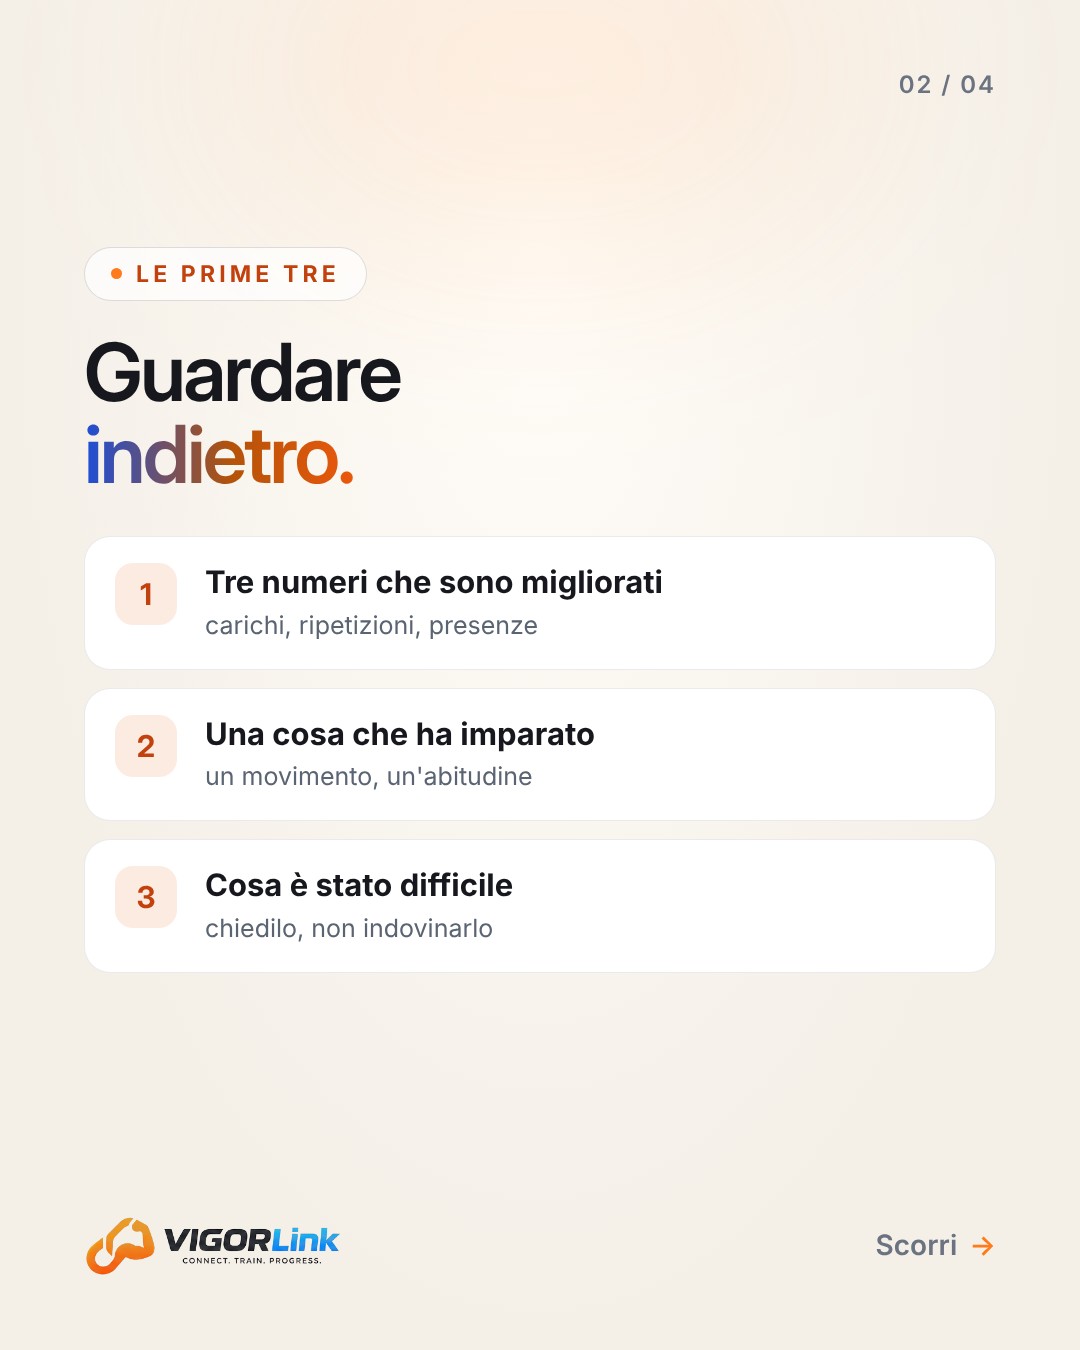 02 / 04
LE PRIME TRE
Guardare
indietro.
1
Tre numeri che sono migliorati
carichi, ripetizioni, presenze
2
Una cosa che ha imparato
un movimento, un'abitudine
3
Cosa è stato difficile
chiedilo, non indovinarlo
VIGORLink
CONNECT. TRAIN. PROGRESS.
Scorri →